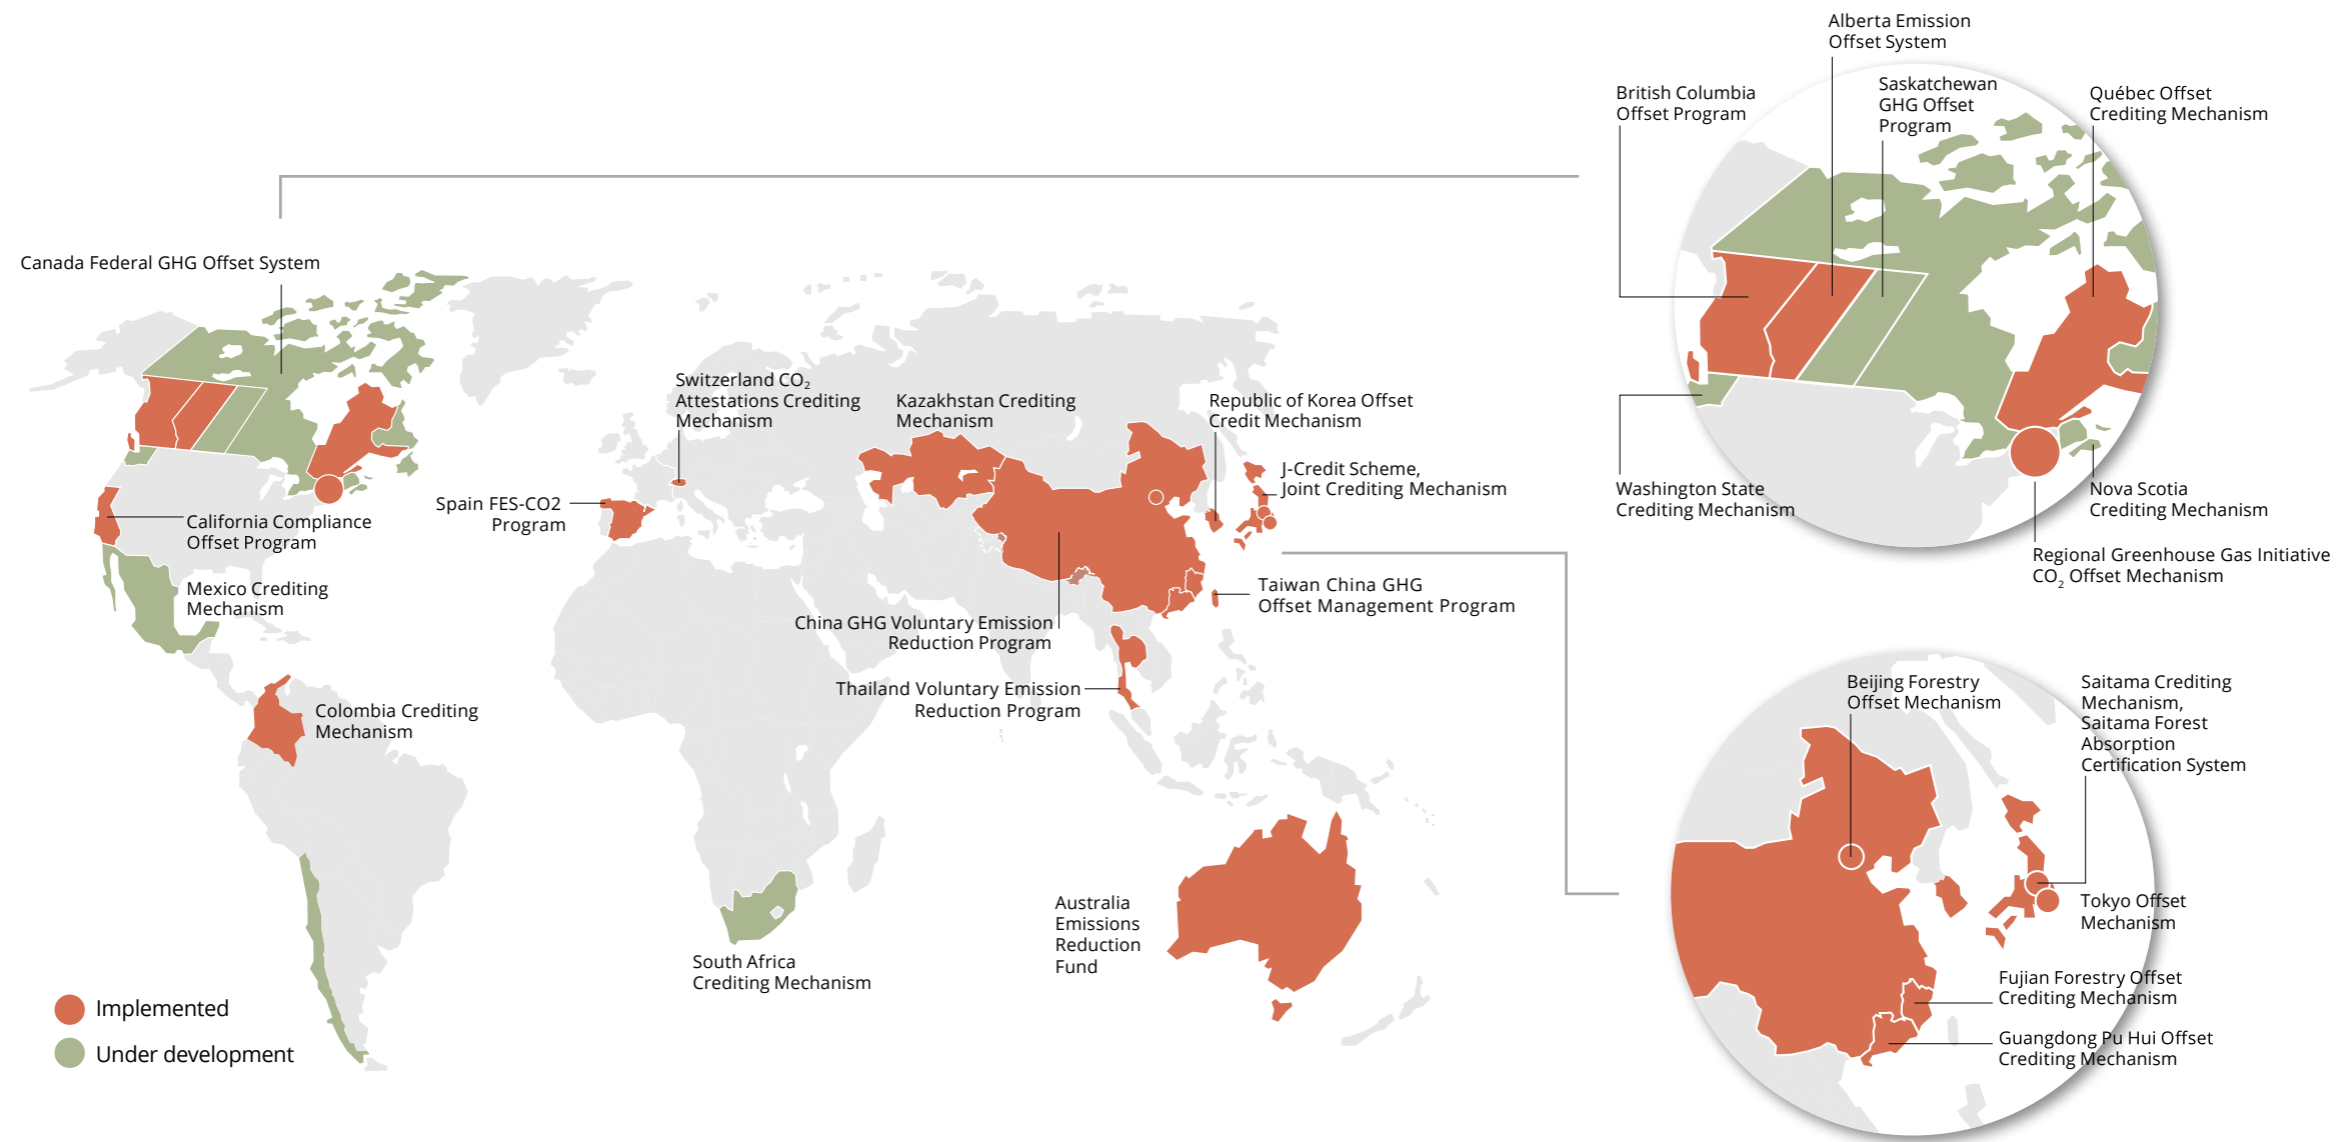 Canada Federal GHG Offset System
California Compliance
Offset Program
Mexico Crediting
Mechanism
Colombia Crediting
Mechanism
Spain FES-CO2
Program
Switzerland CO₂
Attestations Crediting
Mechanism
Kazakhstan Crediting
Mechanism
Republic of Korea Offset
Credit Mechanism
J-Credit Scheme,
Joint Crediting Mechanism
Taiwan China GHG
Offset Management Program
China GHG Voluntary Emission
Reduction Program
Thailand Voluntary Emission
Reduction Program
Australia
Emissions
Reduction
Fund
South Africa
Crediting Mechanism
Implemented
Under development
Alberta Emission
Offset System
British Columbia
Offset Program
Saskatchewan
GHG Offset
Program
Québec Offset
Crediting Mechanism
Washington State
Crediting Mechanism
Nova Scotia
Crediting Mechanism
Regional Greenhouse Gas Initiative
CO₂ Offset Mechanism
Beijing Forestry
Offset Mechanism
Saitama Crediting
Mechanism,
Saitama Forest
Absorption
Certification System
Tokyo Offset
Mechanism
Fujian Forestry Offset
Crediting Mechanism
Guangdong Pu Hui Offset
Crediting Mechanism